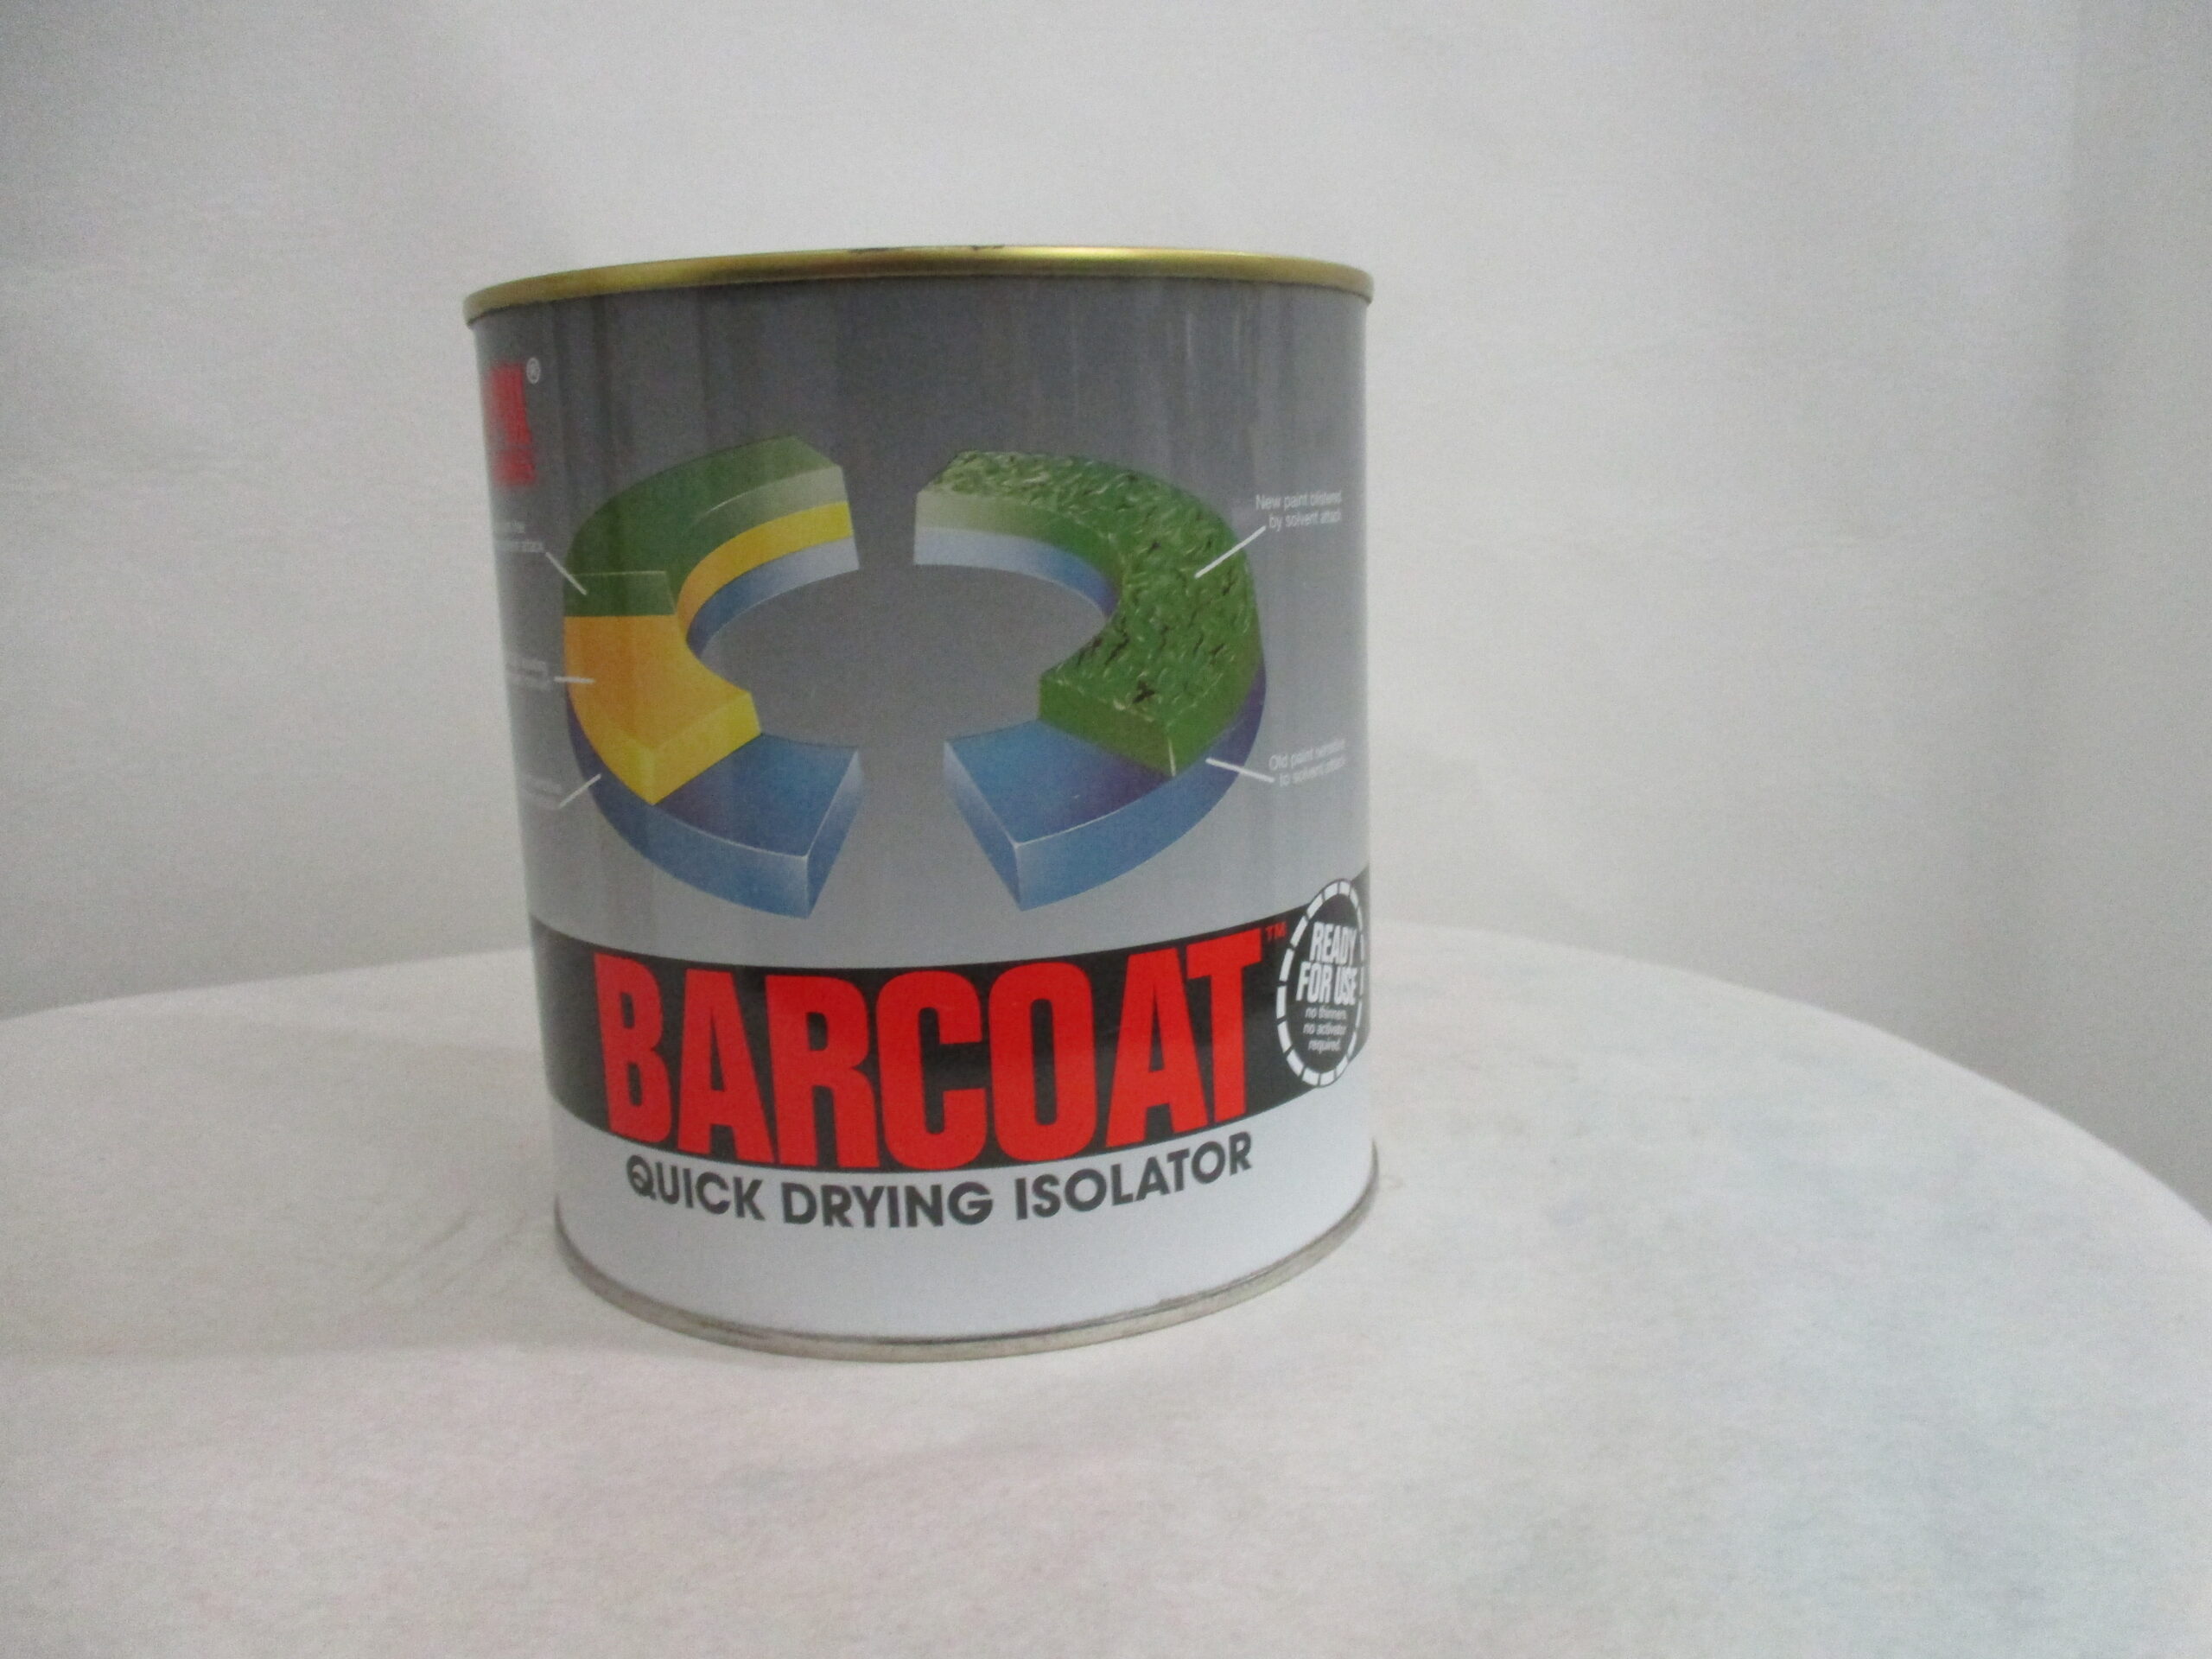 ®
attack
New paint blistered
by solvent attack
Old paint sensitive
to solvent attack
BARCOAT™
READY
FOR USE
no thinners
no activator
required.
QUICK DRYING ISOLATOR